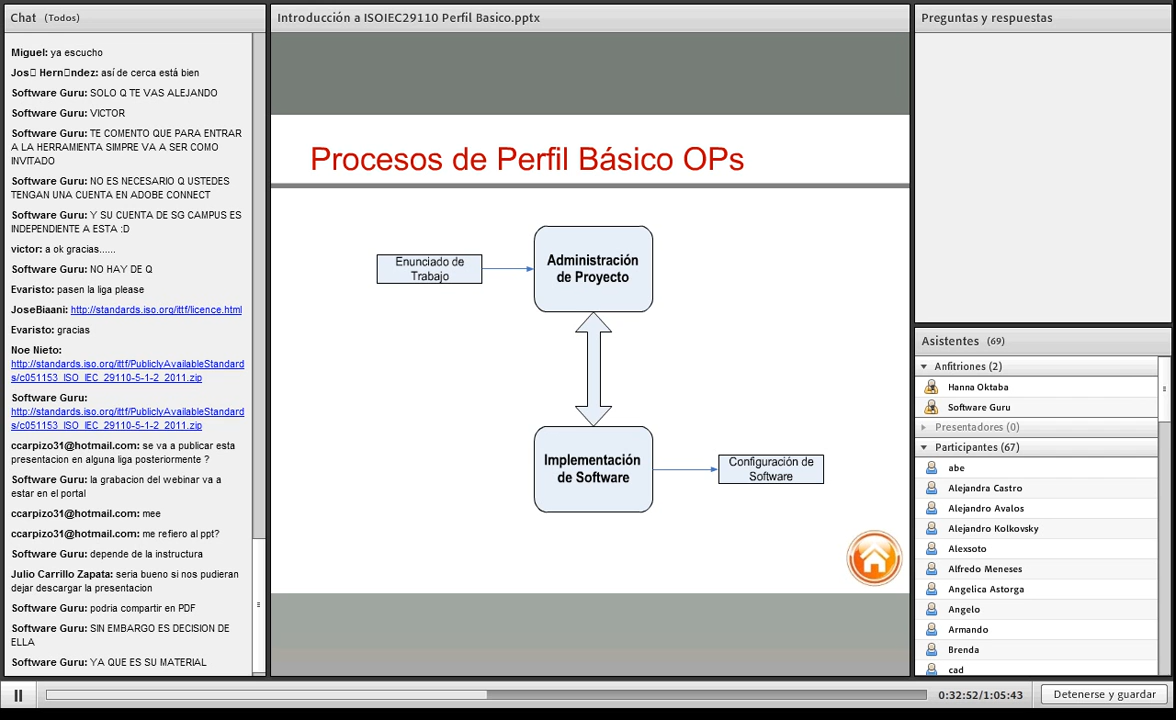 Chat (Todos)
Miguel: ya escucho
Jos□ Hern□ndez: así de cerca está bien
Software Guru: SOLO Q TE VAS ALEJANDO
Software Guru: VICTOR
Software Guru: TE COMENTO QUE PARA ENTRAR
A LA HERRAMIENTA SIMPRE VA A SER COMO
INVITADO
Software Guru: NO ES NECESARIO Q USTEDES
TENGAN UNA CUENTA EN ADOBE CONNECT
Software Guru: Y SU CUENTA DE SG CAMPUS ES
INDEPENDIENTE A ESTA :D
victor: a ok gracias......
Software Guru: NO HAY DE Q
Evaristo: pasen la liga please
JoseBiaani: http://standards.iso.org/ittf/licence.html
Evaristo: gracias
Noe Nieto:
http://standards.iso.org/ittf/PubliclyAvailableStandard
s/c051153_ISO_IEC_29110-5-1-2_2011.zip
Software Guru:
http://standards.iso.org/ittf/PubliclyAvailableStandard
s/c051153_ISO_IEC_29110-5-1-2_2011.zip
ccarpizo31@hotmail.com: se va a publicar esta
presentacion en alguna liga posteriormente ?
Software Guru: la grabacion del webinar va a
estar en el portal
ccarpizo31@hotmail.com: mee
ccarpizo31@hotmail.com: me refiero al ppt?
Software Guru: depende de la instructura
Julio Carrillo Zapata: seria bueno si nos pudieran
dejar descargar la presentacion
Software Guru: podria compartir en PDF
Software Guru: SIN EMBARGO ES DECISION DE
ELLA
Software Guru: YA QUE ES SU MATERIAL
Introducción a ISOIEC29110 Perfil Basico.pptx
Procesos de Perfil Básico OPs
Enunciado de
Trabajo
Administración
de Proyecto
Implementación
de Software
Configuración de
Software
Preguntas y respuestas
Asistentes (69)
Anfitriones (2)
Hanna Oktaba
Software Guru
Presentadores (0)
Participantes (67)
abe
Alejandra Castro
Alejandro Avalos
Alejandro Kolkovsky
Alexsoto
Alfredo Meneses
Angelica Astorga
Angelo
Armando
Brenda
cad
0:32:52/1:05:43
Detenerse y guardar